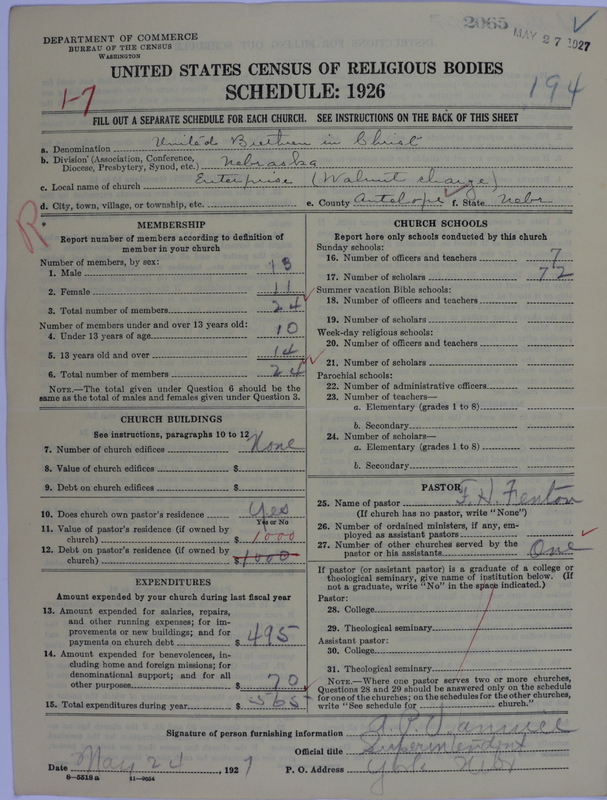 2065
MAY 27 1927
DEPARTMENT OF COMMERCE
BUREAU OF THE CENSUS
WASHINGTON
UNITED STATES CENSUS OF RELIGIOUS BODIES
SCHEDULE: 1926
1-7
194
FILL OUT A SEPARATE SCHEDULE FOR EACH CHURCH. SEE INSTRUCTIONS ON THE BACK OF THIS SHEET
a. Denomination United Brethren in Christ
b. Division (Association, Conference, Diocese, Presbytery, Synod, etc.) Nebraska
c. Local name of church Enterprise (Walnut charge)
d. City, town, village, or township, etc. e. County Antelope f. State Nebr
R
MEMBERSHIP
Report number of members according to definition of
member in your church
Number of members, by sex:
1. Male 13
2. Female 11
3. Total number of members 24
Number of members under and over 13 years old:
4. Under 13 years of age 10
5. 13 years old and over 14
6. Total number of members 24
NOTE.—The total given under Question 6 should be
same as the total of males and females given under Question 3.
CHURCH BUILDINGS
See instructions, paragraphs 10 to 12
7. Number of church edifices None
8. Value of church edifices $
9. Debt on church edifices $
10. Does church own pastor's residence Yes
Yes or No
11. Value of pastor's residence (if owned by
church) $ 1000
12. Debt on pastor's residence (if owned by
church) $1000
EXPENDITURES
Amount expended by your church during last fiscal year
13. Amount expended for salaries, repairs,
and other running expenses; for im-
provements or new buildings; and for
payments on church debt $ 495
14. Amount expended for benevolences, in-
cluding home and foreign missions; for
denominational support; and for all
other purposes $ 70
15. Total expenditures during year $ 565
CHURCH SCHOOLS
Report here only schools conducted by this church
Sunday schools:
16. Number of officers and teachers 7
17. Number of scholars 72
Summer vacation Bible schools:
18. Number of officers and teachers
19. Number of scholars
Week-day religious schools:
20. Number of officers and teachers
21. Number of scholars
Parochial schools:
22. Number of administrative officers
23. Number of teachers—
a. Elementary (grades 1 to 8)
b. Secondary
24. Number of scholars—
a. Elementary (grades 1 to 8)
b. Secondary
PASTOR
25. Name of pastor F. H. Fenton
(If church has no pastor, write "None")
26. Number of ordained ministers, if any, em-
ployed as assistant pastors
27. Number of other churches served by the
pastor or his assistants One
If pastor (or assistant pastor) is a graduate of a college or
theological seminary, give name of institution below. (If
not a graduate, write "No" in the space indicated.)
Pastor:
28. College
29. Theological seminary
Assistant pastor:
30. College
31. Theological seminary
NOTE.—Where one pastor serves two or more churches,
Questions 28 and 29 should be answered only on the schedule
for one of the churches; on the schedules for the other churches,
write "See schedule for church."
Signature of person furnishing information
Official title Superintendent
Date May 24, 1927 P. O. Address York Nebr
8-5518a 11-9034